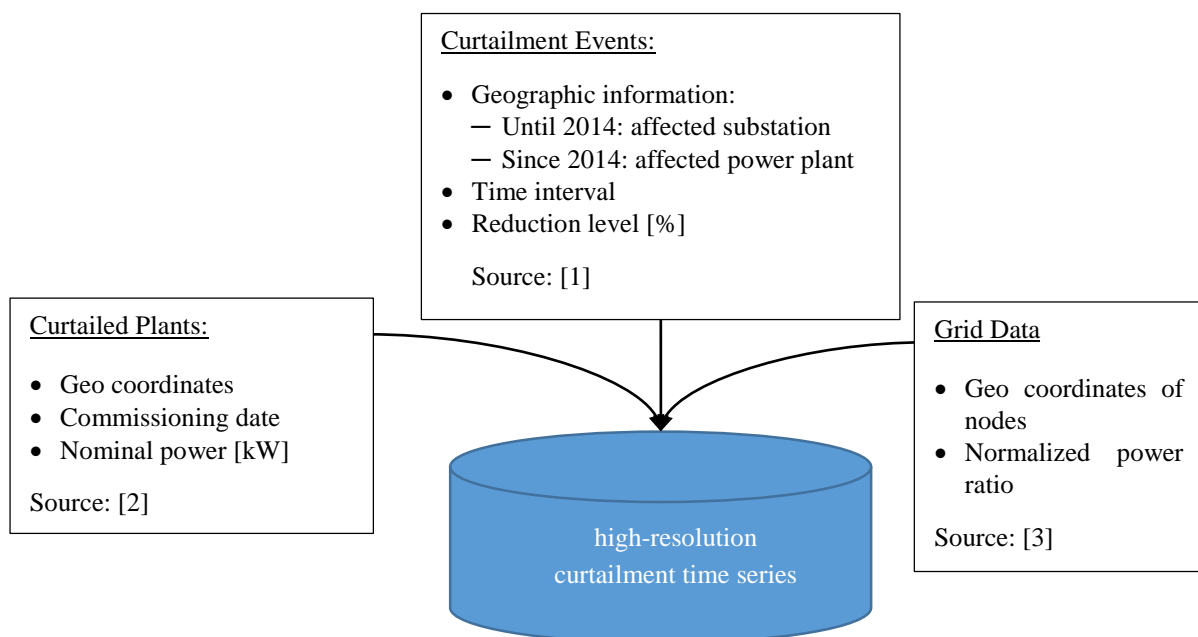 Curtailment Events:
• Geographic information:
— Until 2014: affected substation
— Since 2014: affected power plant
• Time interval
• Reduction level [%]
Source: [1]
Curtailed Plants:
• Geo coordinates
• Commissioning date
• Nominal power [kW]
Source: [2]
Grid Data
• Geo coordinates of
nodes
• Normalized power
ratio
Source: [3]
high-resolution
curtailment time series